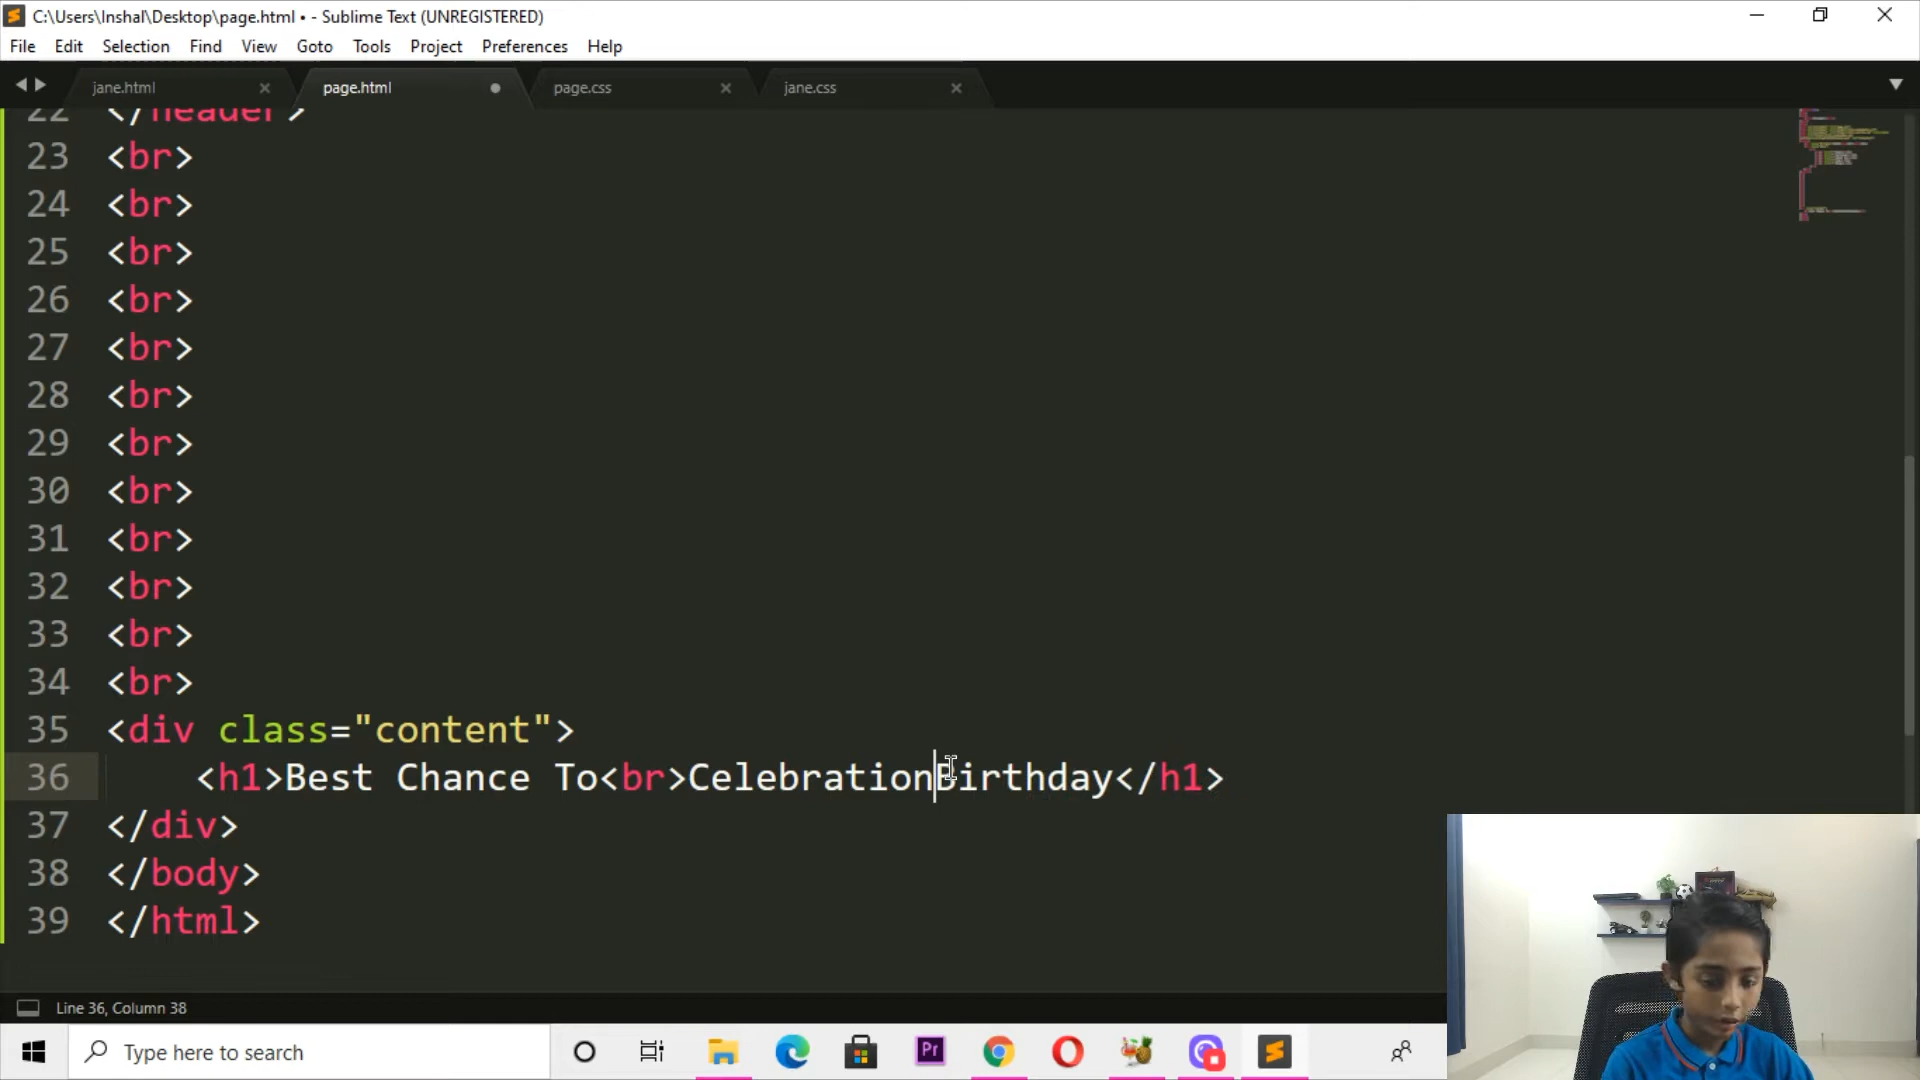 C:\Users\Inshal\Desktop\page.html • - Sublime Text (UNREGISTERED)
File Edit Selection Find View Goto Tools Project Preferences Help
jane.html page.html page.css jane.css
22 </header>
23 <br>
24 <br>
25 <br>
26 <br>
27 <br>
28 <br>
29 <br>
30 <br>
31 <br>
32 <br>
33 <br>
34 <br>
35 <div class="content">
36 <h1>Best Chance To<br>CelebrationBirthday</h1>
37 </div>
38 </body>
39 </html>
Line 36, Column 38
Type here to search
Pr